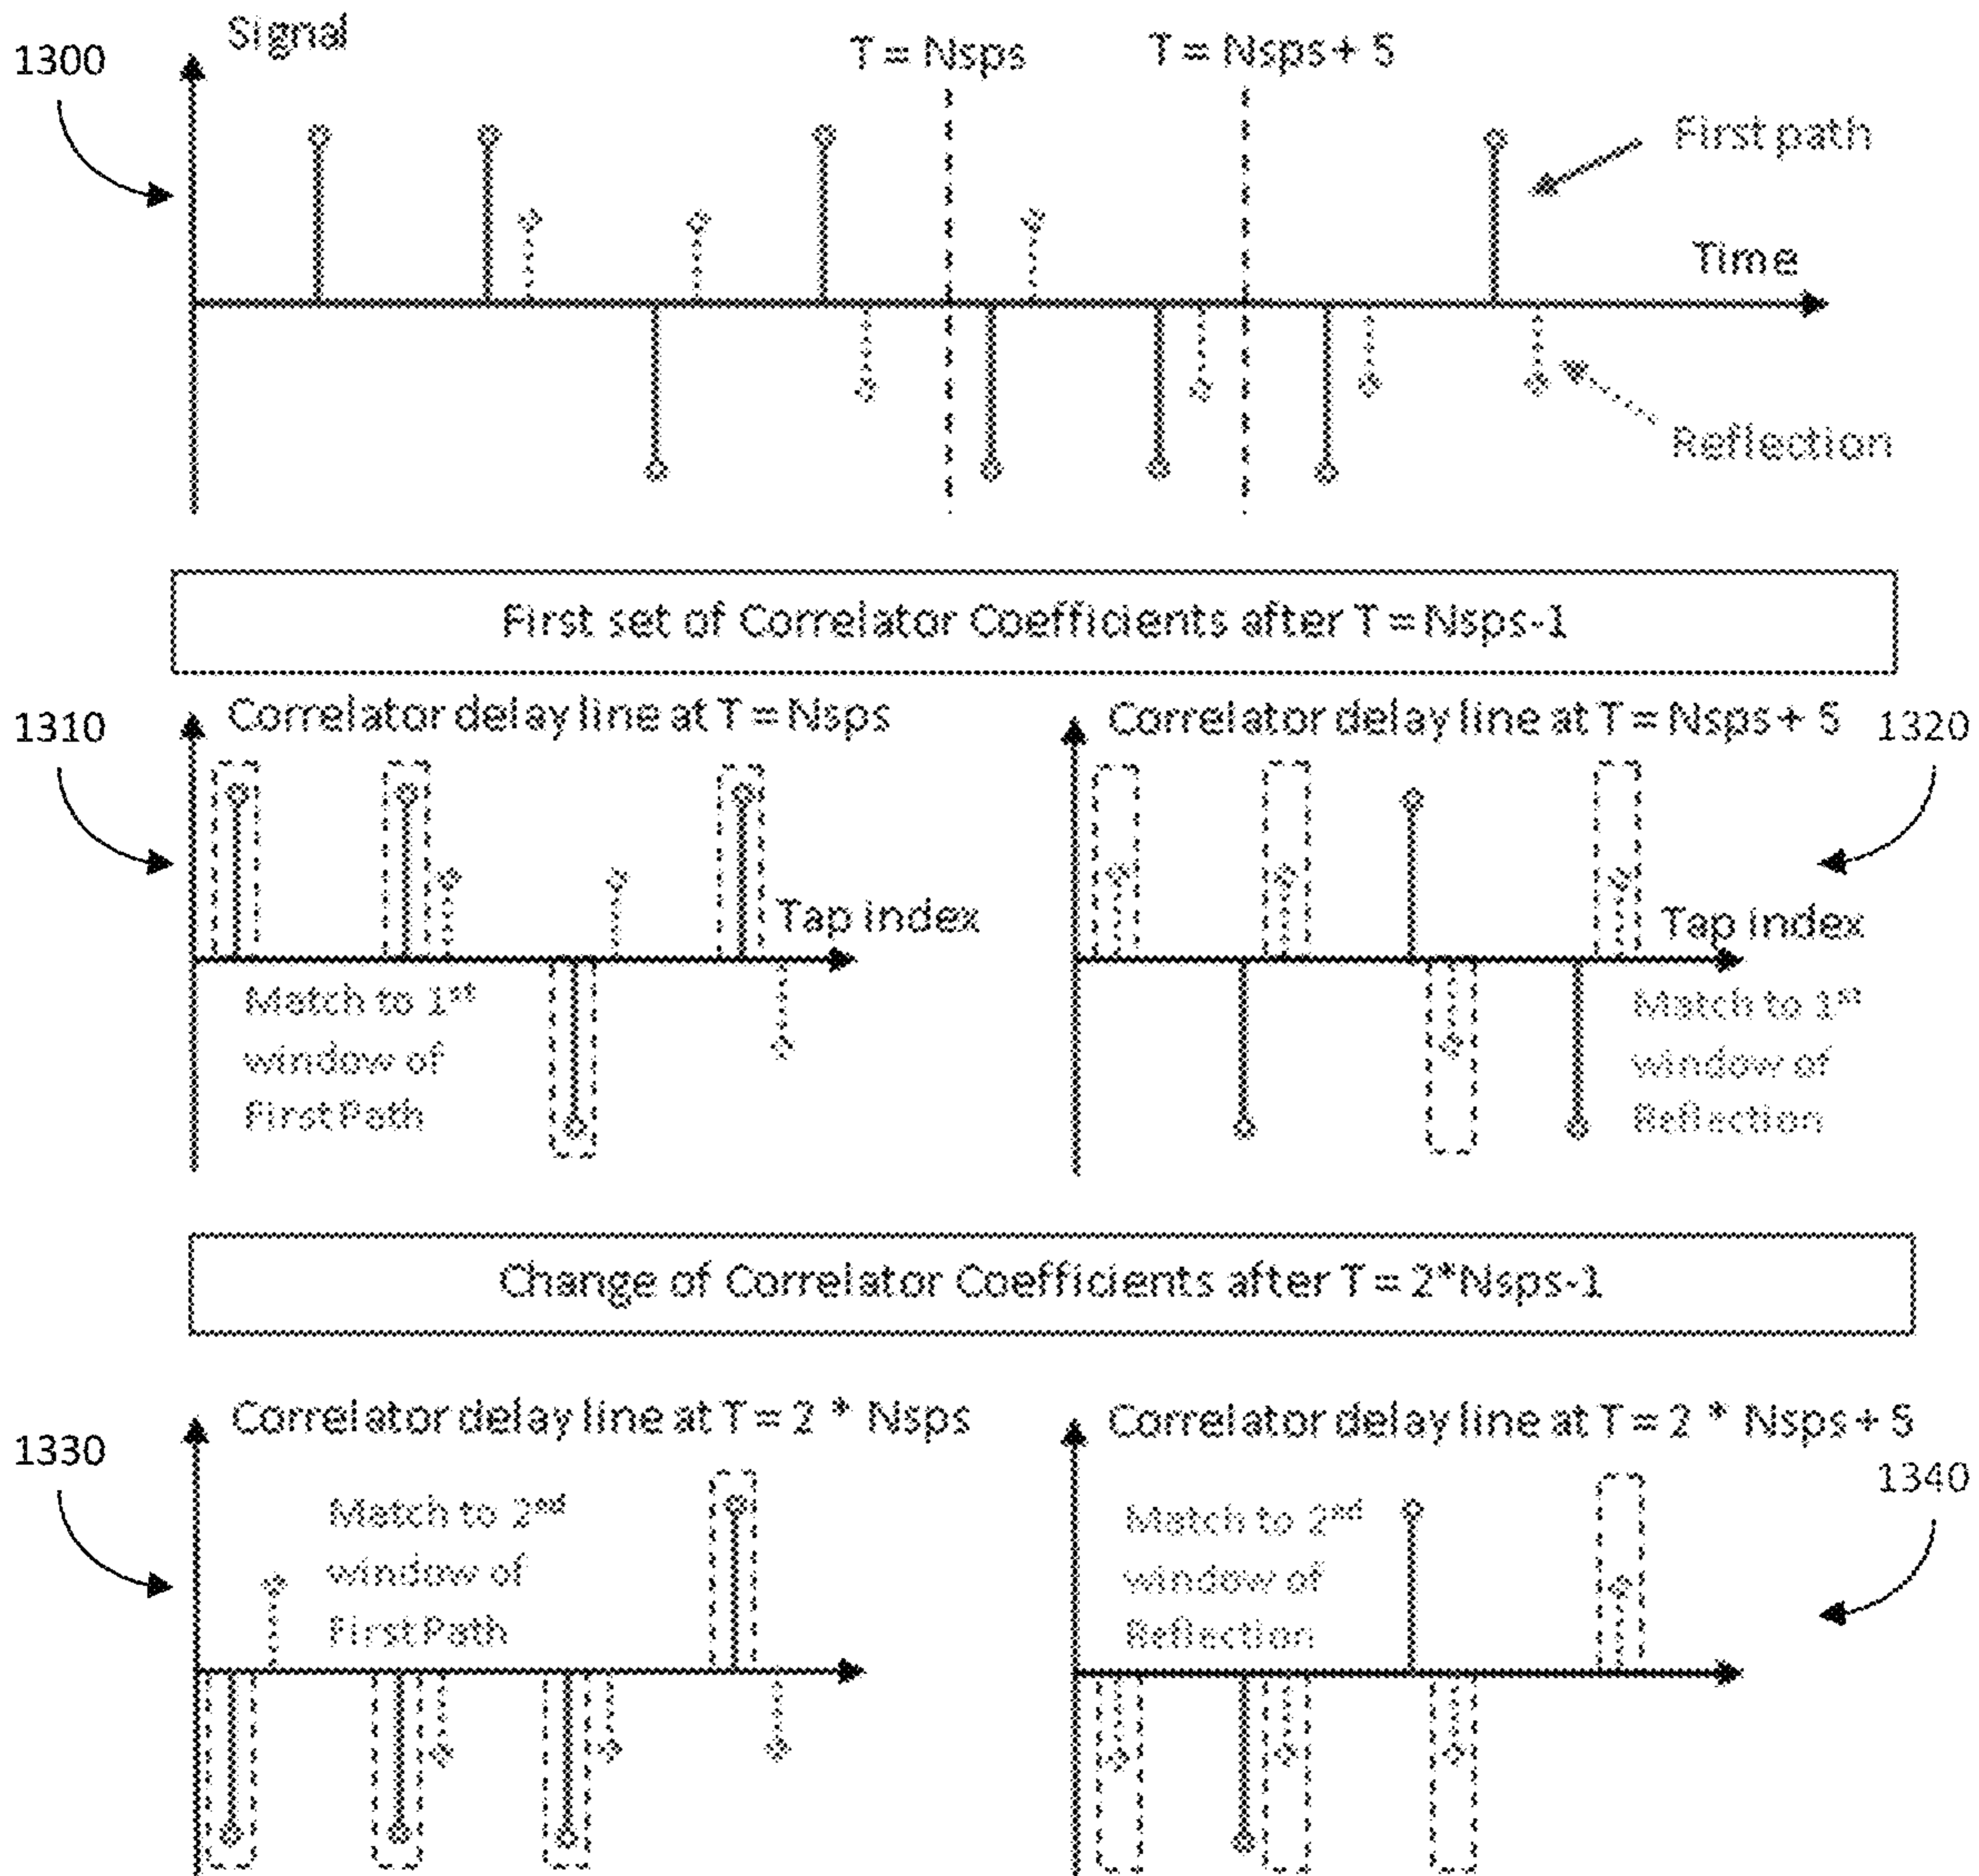 1300
Signal
T = Nsps
T = Nsps + 5
First path
Time
Reflection
First set of Correlator Coefficients after T = Nsps-1
1310
Correlator delay line at T = Nsps
Correlator delay line at T = Nsps + 5
1320
Tap index
Tap index
Match to 1st
window of
First Path
Match to 1st
window of
Reflection
Change of Correlator Coefficients after T = 2*Nsps-1
1330
Correlator delay line at T = 2 * Nsps
Correlator delay line at T = 2 * Nsps + 5
1340
Match to 2nd
window of
First Path
Match to 2nd
window of
Reflection